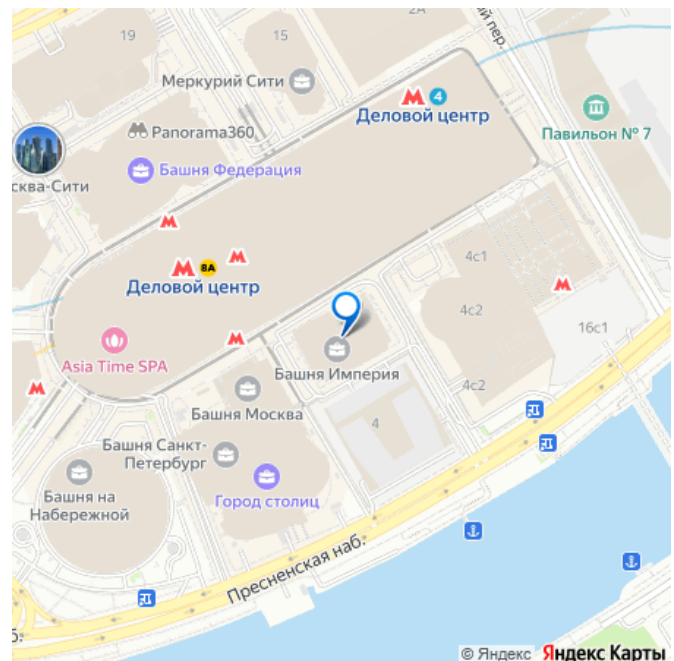 2А
19
15
ый пер.
Меркурий Сити
4
Деловой центр
Panorama360
Павильон № 7
сква-Сити
Башня Федерация
8А
Деловой центр
4с1
4с2
16с1
Asia Time SPA
Башня Империя
4с2
Башня Москва
4
Башня Санкт-
Петербург
Башня на
Набережной
Город столиц
Пресненская наб.
б:
© Яндекс Яндекс Карты